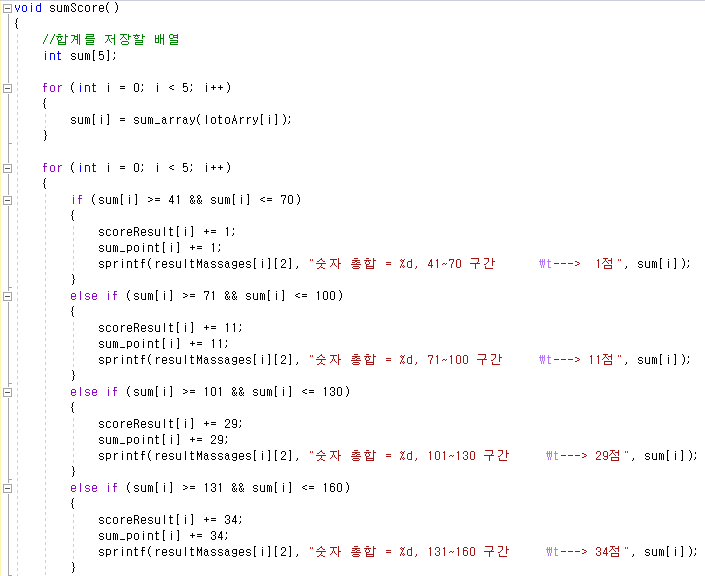 void sumScore()
{
    //합계를 저장할 배열
    int sum[5];
    for (int i = 0; i < 5; i++)
    {
        sum[i] = sum_array(lotoArry[i]);
    }
    for (int i = 0; i < 5; i++)
    {
        if (sum[i] >= 41 && sum[i] <= 70)
        {
            scoreResult[i] += 1;
            sum_point[i] += 1;
            sprintf(resultMassages[i][2], "숫자 총합 = %d, 41~70 구간      ₩t--->  1점", sum[i]);
        }
        else if (sum[i] >= 71 && sum[i] <= 100)
        {
            scoreResult[i] += 11;
            sum_point[i] += 11;
            sprintf(resultMassages[i][2], "숫자 총합 = %d, 71~100 구간     ₩t---> 11점", sum[i]);
        }
        else if (sum[i] >= 101 && sum[i] <= 130)
        {
            scoreResult[i] += 29;
            sum_point[i] += 29;
            sprintf(resultMassages[i][2], "숫자 총합 = %d, 101~130 구간     ₩t---> 29점", sum[i]);
        }
        else if (sum[i] >= 131 && sum[i] <= 160)
        {
            scoreResult[i] += 34;
            sum_point[i] += 34;
            sprintf(resultMassages[i][2], "숫자 총합 = %d, 131~160 구간     ₩t---> 34점", sum[i]);
        }